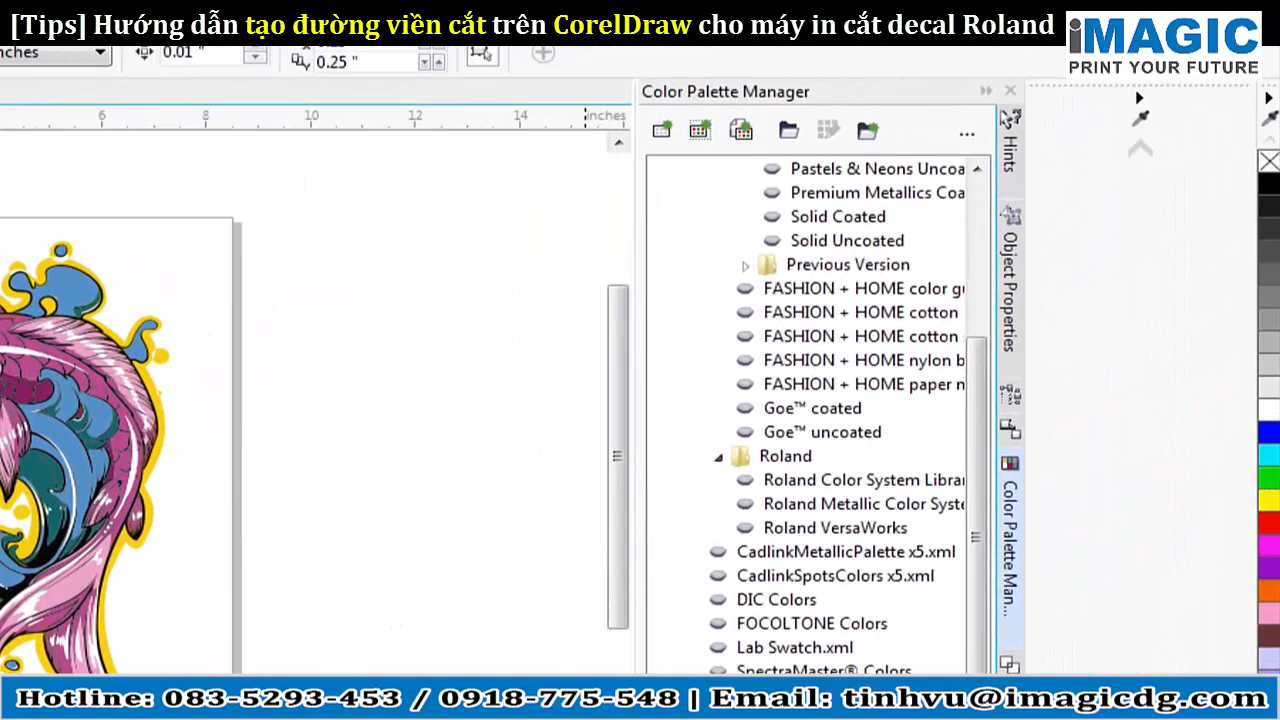 [Tips] Hướng dẫn tạo đường viền cắt trên CorelDraw cho máy in cắt decal Roland
iMAGIC
PRINT YOUR FUTURE
nches
0.01 "
0.25 "
6 8 10 12 14 inches
Color Palette Manager
Pastels & Neons Uncoa
Premium Metallics Coa
Solid Coated
Solid Uncoated
Previous Version
FASHION + HOME color g
FASHION + HOME cotton
FASHION + HOME cotton
FASHION + HOME nylon b
FASHION + HOME paper n
Goe™ coated
Goe™ uncoated
Roland
Roland Color System Librar
Roland Metallic Color Syste
Roland VersaWorks
CadlinkMetallicPalette x5.xml
CadlinkSpotsColors x5.xml
DIC Colors
FOCOLTONE Colors
Lab Swatch.xml
SpectraMaster® Colors
Hints
Object Properties
Color Palette Man...
Hotline: 083-5293-453 / 0918-775-548 | Email: tinhvu@imagicdg.com